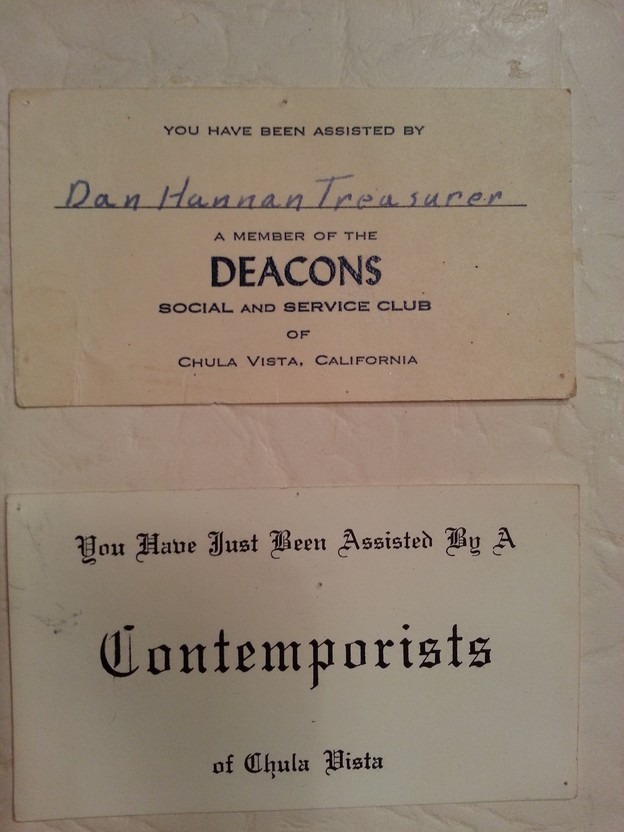 YOU HAVE BEEN ASSISTED BY
Dan Hannan Treasurer
A MEMBER OF THE
DEACONS
SOCIAL AND SERVICE CLUB
OF
CHULA VISTA, CALIFORNIA
You Have Just Been Assisted By A
Contemporists
of Chula Vista